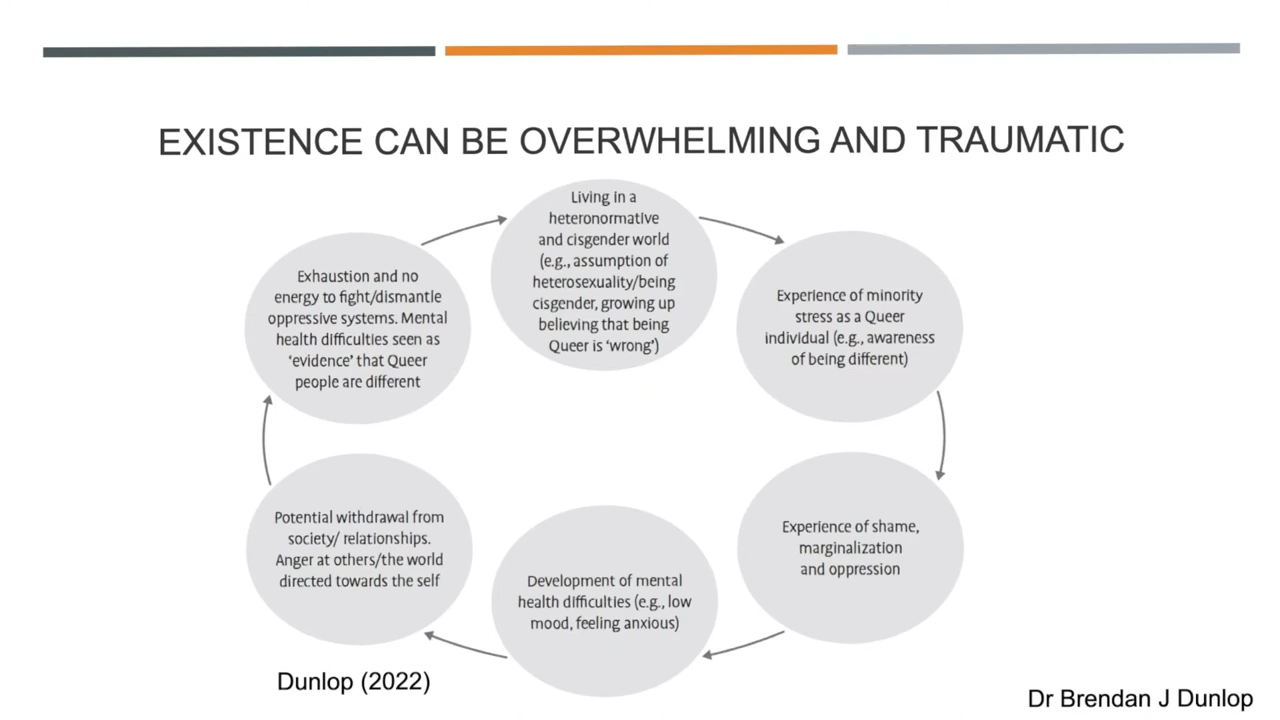 EXISTENCE CAN BE OVERWHELMING AND TRAUMATIC
Living in a
heteronormative
and cisgender world
(e.g., assumption of
heterosexuality/being
cisgender, growing up
believing that being
Queer is ‘wrong’)
Experience of minority
stress as a Queer
individual (e.g., awareness
of being different)
Experience of shame,
marginalization
and oppression
Development of mental
health difficulties (e.g., low
mood, feeling anxious)
Potential withdrawal from
society/ relationships.
Anger at others/the world
directed towards the self
Exhaustion and no
energy to fight/dismantle
oppressive systems. Mental
health difficulties seen as
‘evidence’ that Queer
people are different
Dunlop (2022)
Dr Brendan J Dunlop